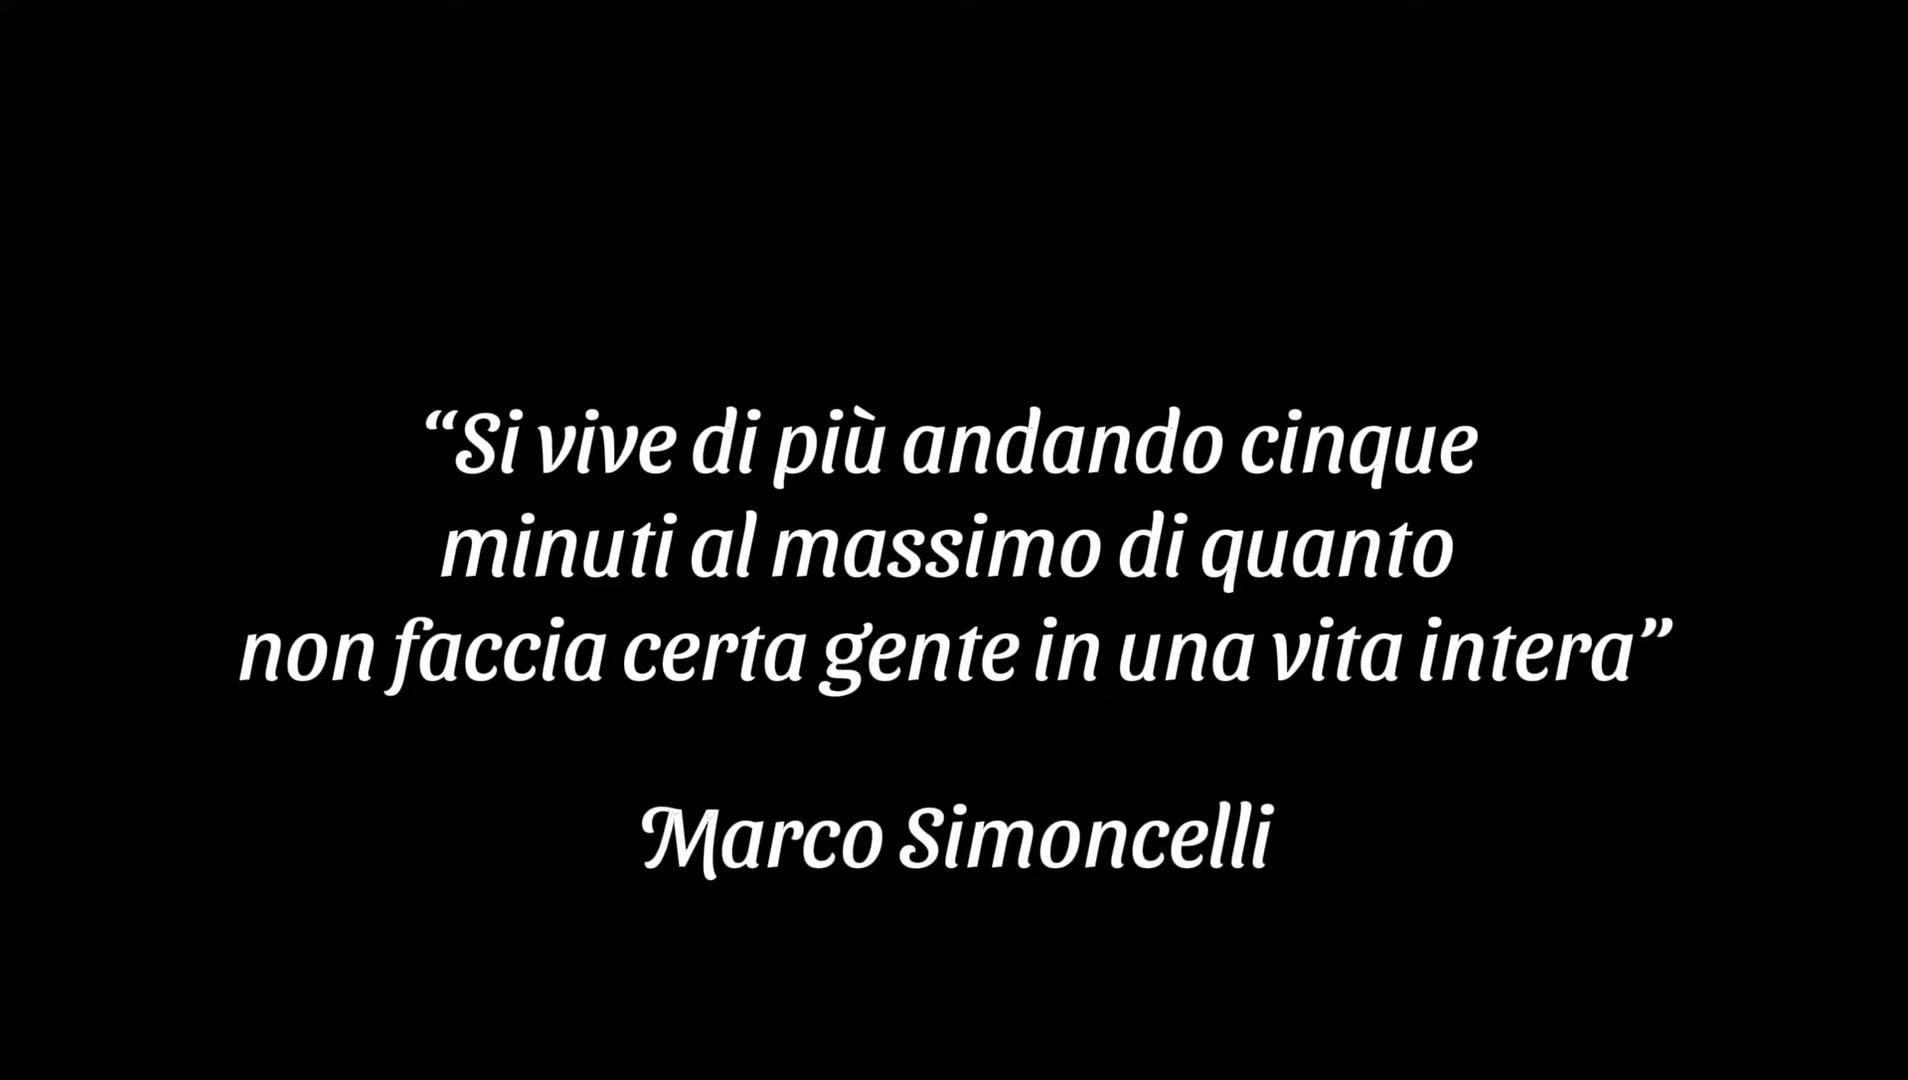 “Si vive di più andando cinque
minuti al massimo di quanto
non faccia certa gente in una vita intera”
Marco Simoncelli